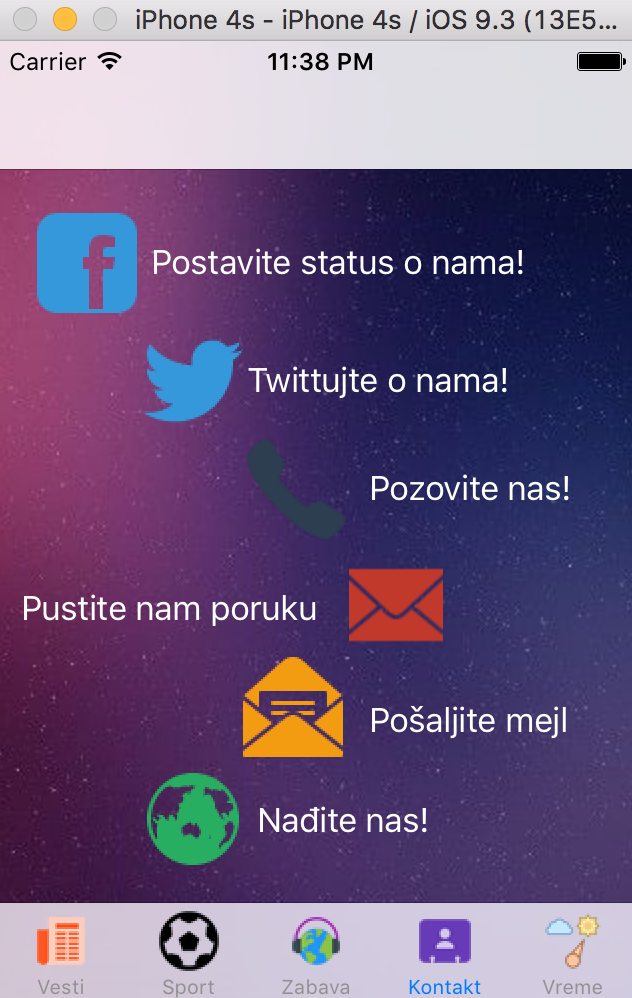 iPhone 4s - iPhone 4s / iOS 9.3 (13E5...
Carrier 11:38 PM
Postavite status o nama!
Twittujte o nama!
Pozovite nas!
Pustite nam poruku
Pošaljite mejl
Nađite nas!
Vesti Sport Zabava Kontakt Vreme